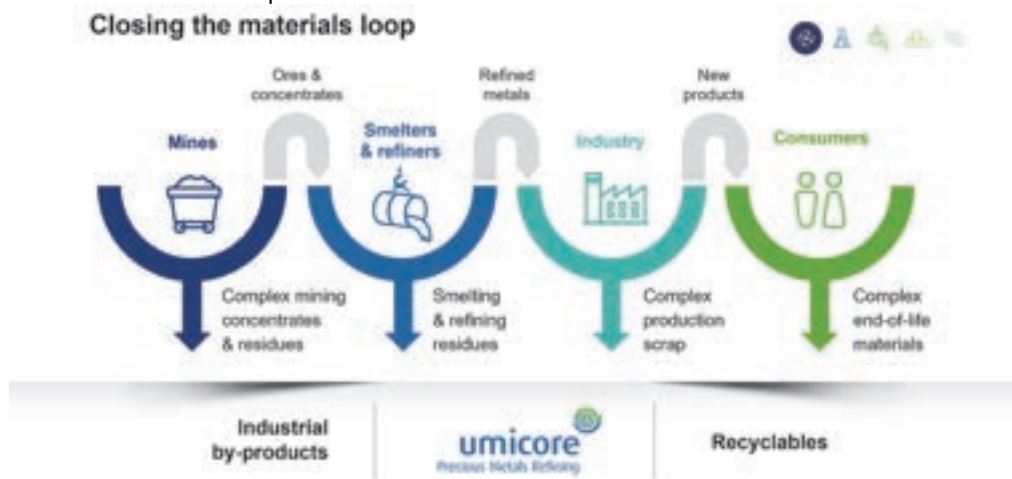 Closing the materials loop
Ores &
concentrates
Refined
metals
New
products
Mines
Smelters
& refiners
Industry
Consumers
Complex mining
concentrates
& residues
Smelting
& refining
residues
Complex
production
scrap
Complex
end-of-life
materials
Industrial
by-products
umicore
Precious Metals Refining
Recyclables